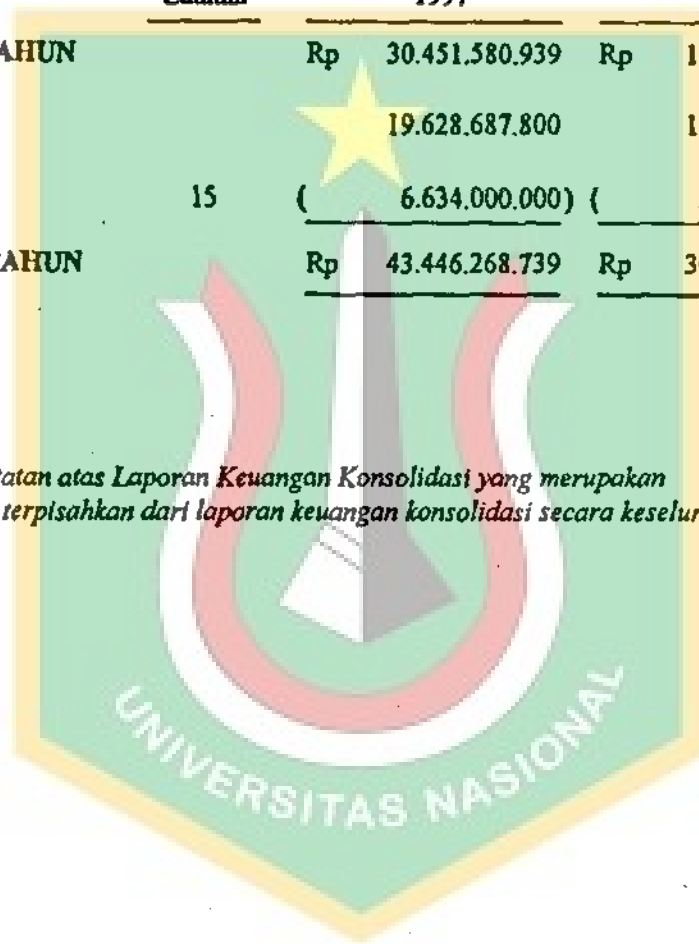 1997
AHUN Rp 30.451.580.939 Rp 1
19.628.687.800 1
15 ( 6.634.000.000) (
AHUN Rp 43.446.268.739 Rp 3
atan atas Laporan Keuangan Konsolidasi yang merupakan
terpisahkan dari laporan keuangan konsolidasi secara keselur
UNIVERSITAS NASIONAL